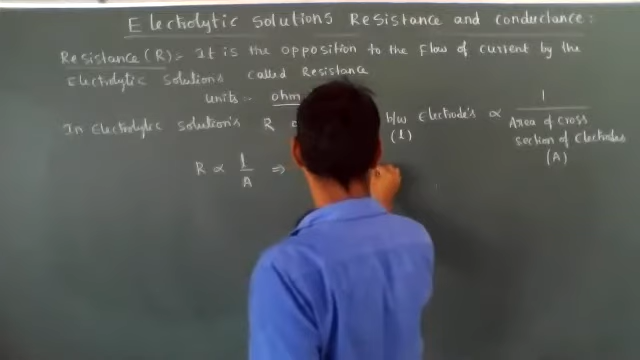 Electrolytic Solutions Resistance and conductance:
Resistance (R):- It is the opposition to the flow of current by the
Electrolytic Solutions called Resistance
units:- ohm
In Electrolytic Solution's R b/w Electrode's ∝ 1 / Area of cross section of Electrodes
(l) (A)
R ∝ l / A ⇒